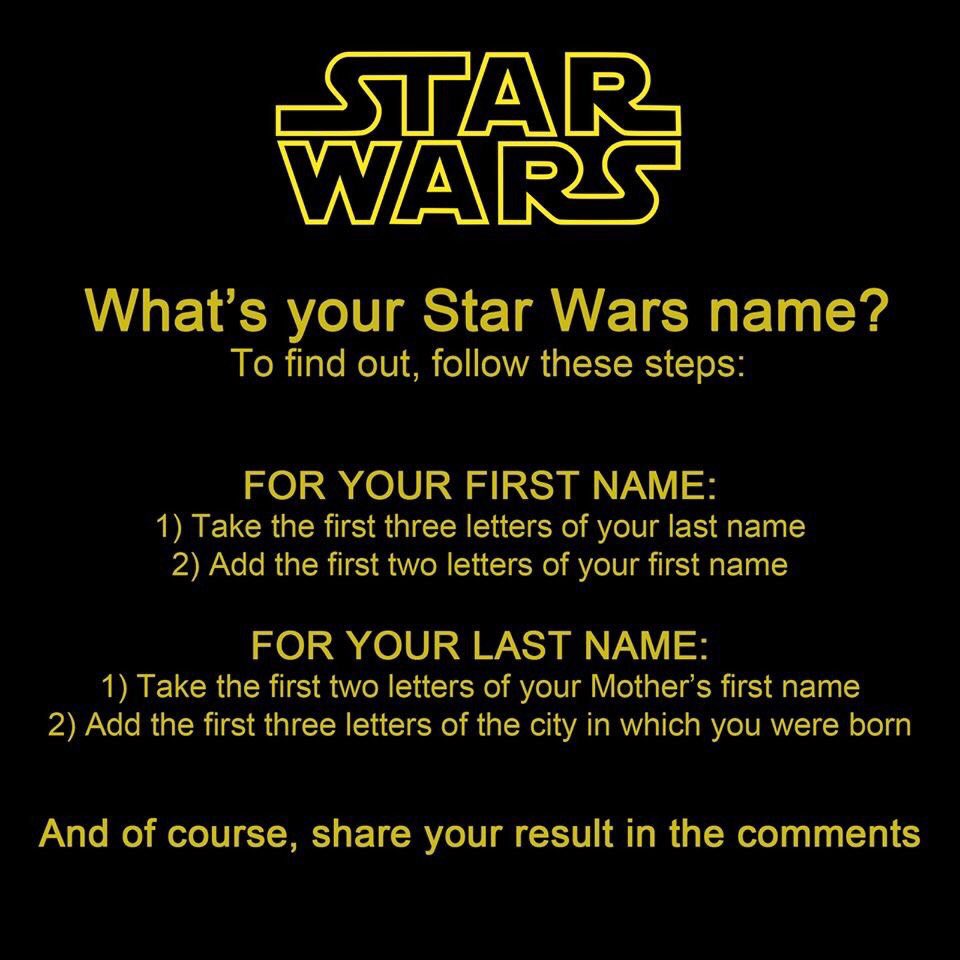 STAR
WARS
What's your Star Wars name?
To find out, follow these steps:
FOR YOUR FIRST NAME:
1) Take the first three letters of your last name
2) Add the first two letters of your first name
FOR YOUR LAST NAME:
1) Take the first two letters of your Mother's first name
2) Add the first three letters of the city in which you were born
And of course, share your result in the comments